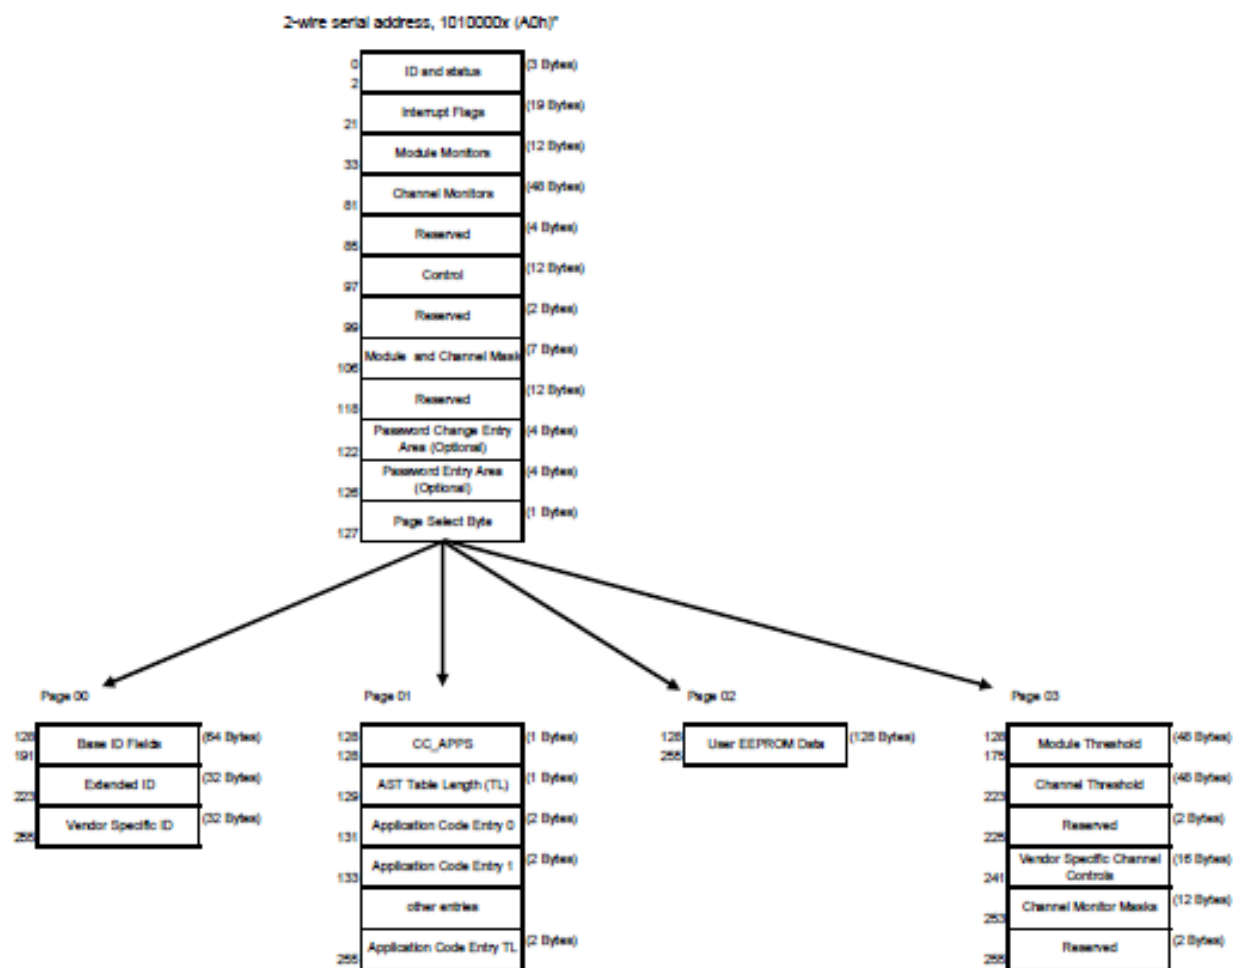 2-wire serial address, 1010000x (A0h)"
0
2
ID and status
(3 Bytes)
21
Interrupt Flags
(19 Bytes)
33
Module Monitors
(12 Bytes)
81
Channel Monitors
(48 Bytes)
85
Reserved
(4 Bytes)
97
Control
(12 Bytes)
99
Reserved
(2 Bytes)
106
Module and Channel Mask
(7 Bytes)
118
Reserved
(12 Bytes)
122
Password Change Entry
Area (Optional)
(4 Bytes)
126
Password Entry Area
(Optional)
(4 Bytes)
127
Page Select Byte
(1 Bytes)
Page 00
128
191
Base ID Fields
(64 Bytes)
223
Extended ID
(32 Bytes)
255
Vendor Specific ID
(32 Bytes)
Page 01
128
128
CC_APPS
(1 Bytes)
129
AST Table Length (TL)
(1 Bytes)
131
Application Code Entry 0
(2 Bytes)
133
Application Code Entry 1
(2 Bytes)
other entries
255
Application Code Entry TL
(2 Bytes)
Page 02
128
255
User EEPROM Data
(128 Bytes)
Page 03
128
175
Module Threshold
(48 Bytes)
223
Channel Threshold
(48 Bytes)
225
Reserved
(2 Bytes)
241
Vendor Specific Channel
Controls
(16 Bytes)
253
Channel Monitor Masks
(12 Bytes)
255
Reserved
(2 Bytes)